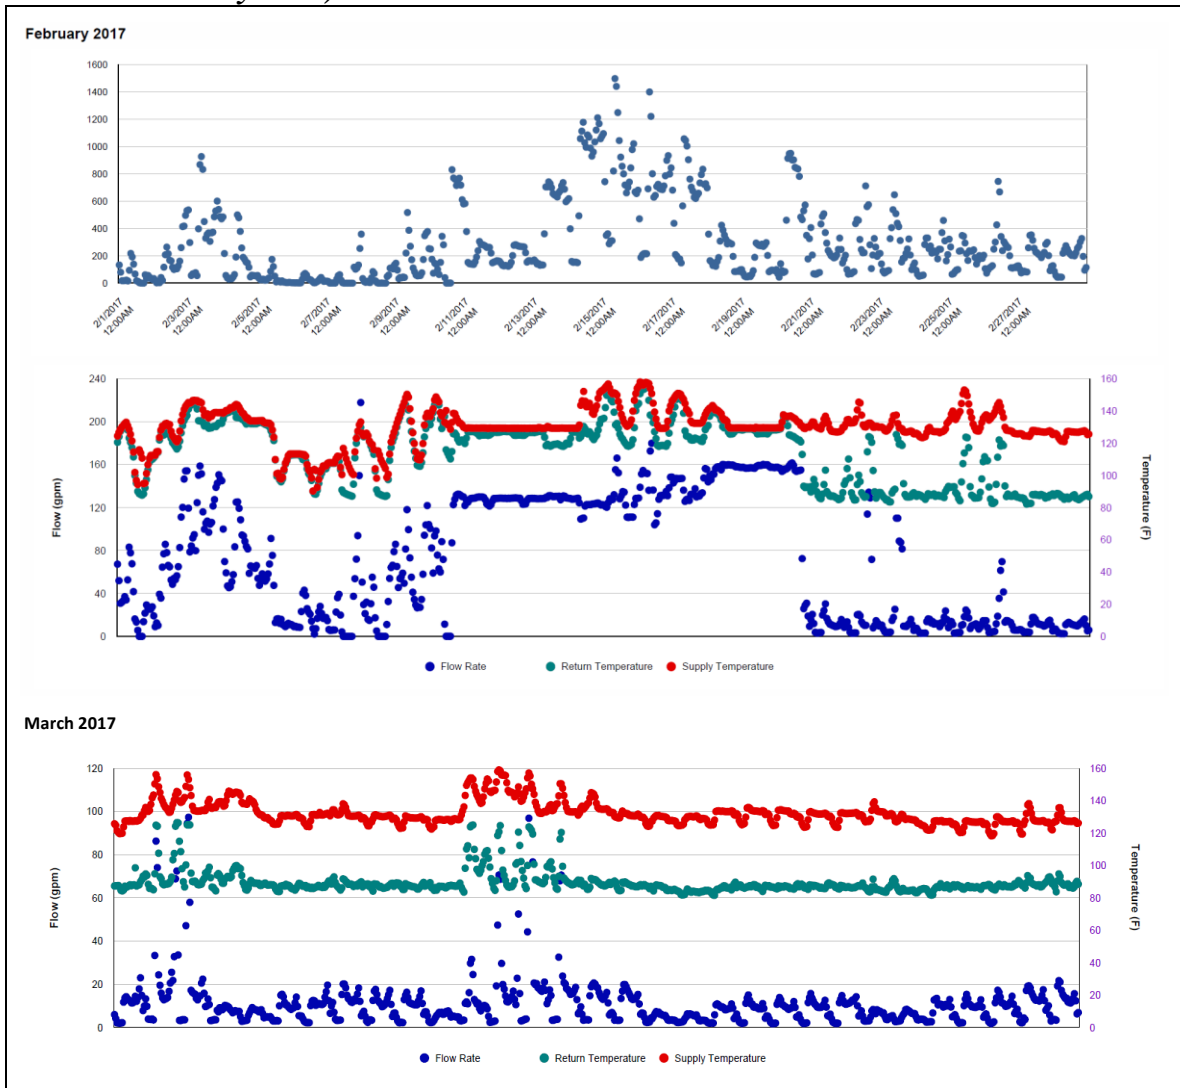 February 2017
1600
1400
1200
1000
800
600
400
200
0
2/1/2017 12:00AM
2/3/2017 12:00AM
2/5/2017 12:00AM
2/7/2017 12:00AM
2/9/2017 12:00AM
2/11/2017 12:00AM
2/13/2017 12:00AM
2/15/2017 12:00AM
2/17/2017 12:00AM
2/19/2017 12:00AM
2/21/2017 12:00AM
2/23/2017 12:00AM
2/25/2017 12:00AM
2/27/2017 12:00AM
240
200
160
120
80
40
0
Flow (gpm)
160
140
120
100
80
60
40
20
0
Temperature (F)
Flow Rate Return Temperature Supply Temperature
March 2017
120
100
80
60
40
20
0
Flow (gpm)
160
140
120
100
80
60
40
20
0
Temperature (F)
Flow Rate Return Temperature Supply Temperature